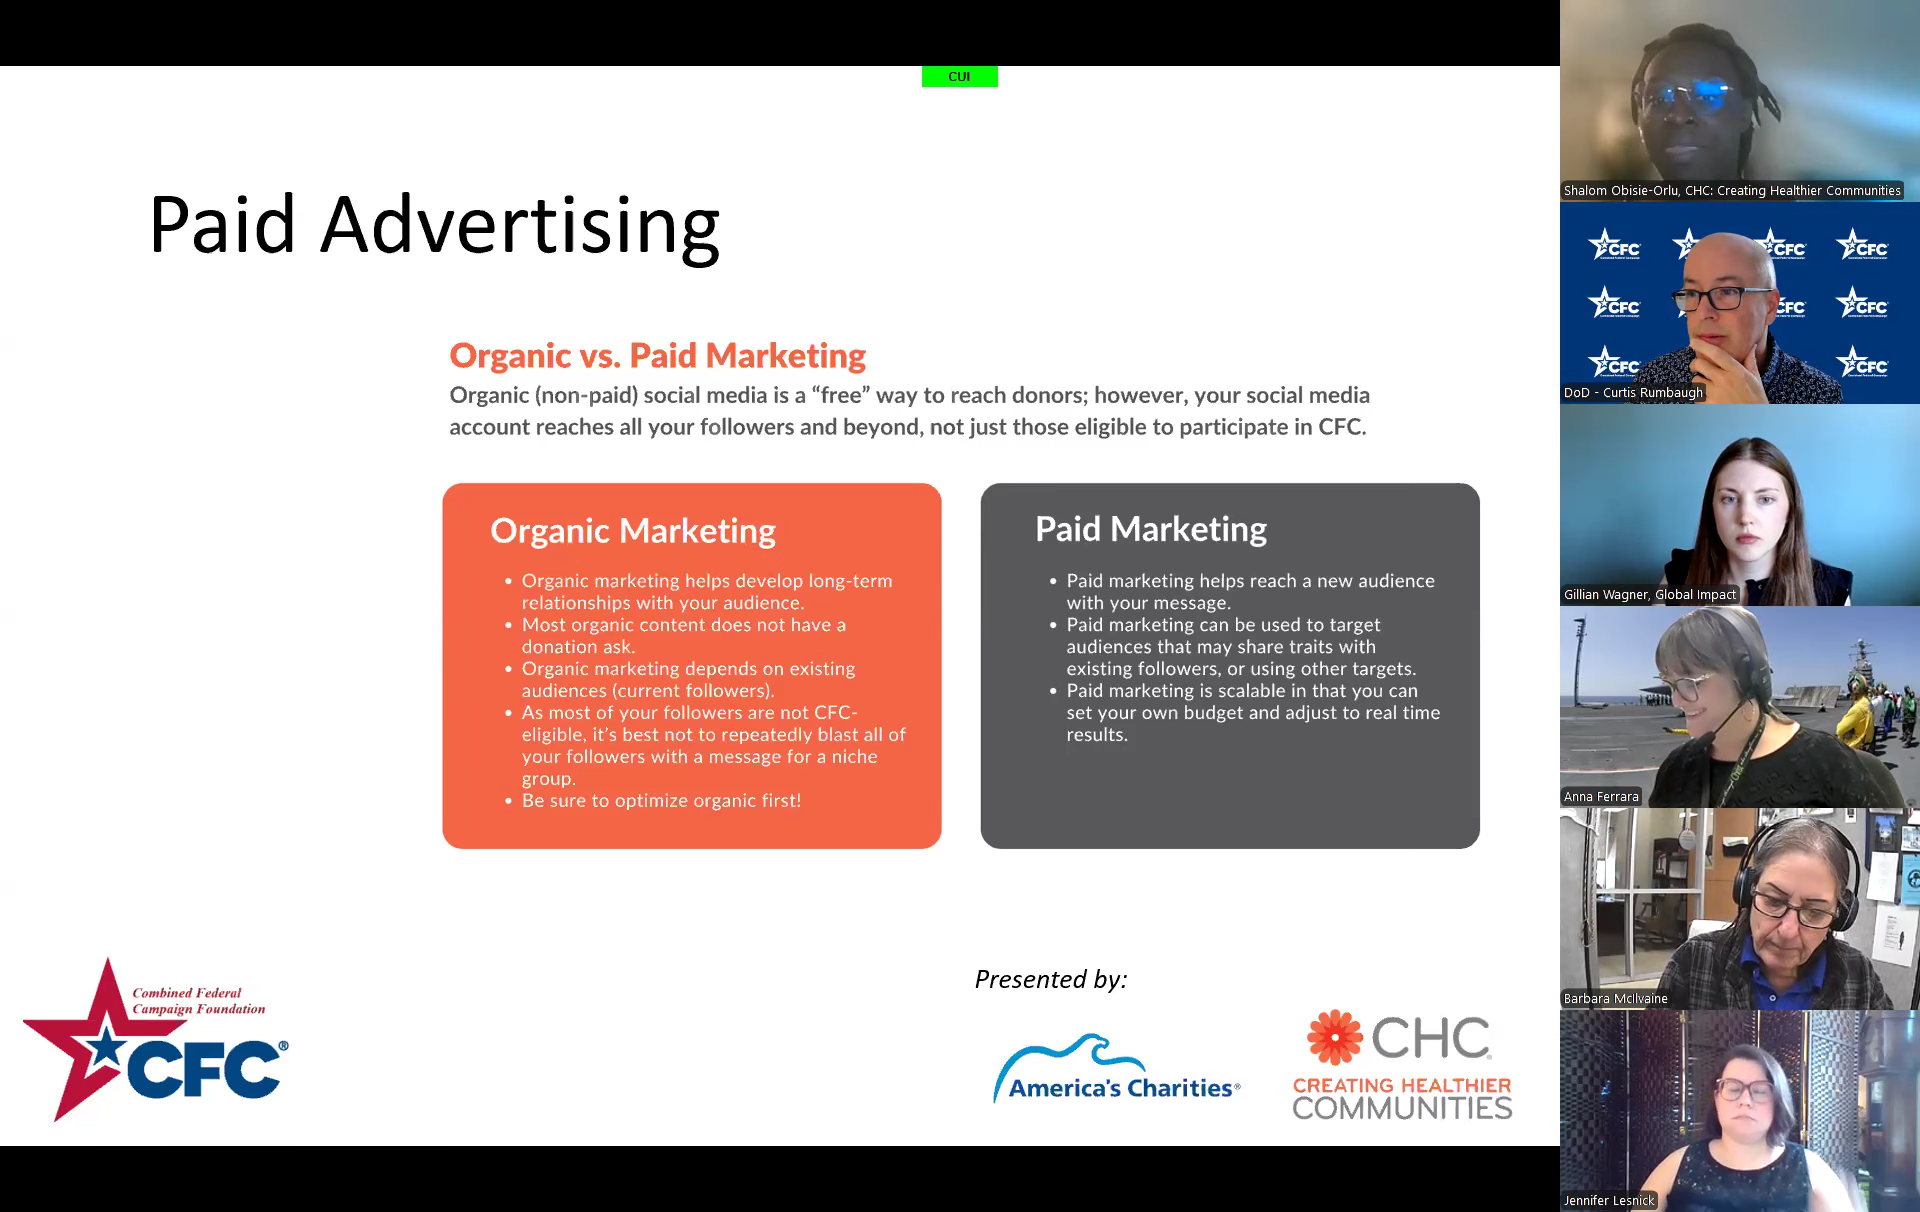 CUI
Paid Advertising
Organic vs. Paid Marketing
Organic (non-paid) social media is a “free” way to reach donors; however, your social media
account reaches all your followers and beyond, not just those eligible to participate in CFC.
Organic Marketing
• Organic marketing helps develop long-term
relationships with your audience.
• Most organic content does not have a
donation ask.
• Organic marketing depends on existing
audiences (current followers).
• As most of your followers are not CFC-
eligible, it’s best not to repeatedly blast all of
your followers with a message for a niche
group.
• Be sure to optimize organic first!
Paid Marketing
• Paid marketing helps reach a new audience
with your message.
• Paid marketing can be used to target
audiences that may share traits with
existing followers, or using other targets.
• Paid marketing is scalable in that you can
set your own budget and adjust to real time
results.
Combined Federal
Campaign Foundation
CFC®
Presented by:
America's Charities®
CHC
CREATING HEALTHIER
COMMUNITIES
Shalom Obisie-Orlu, CHC: Creating Healthier Communities
CFC
CFC
CFC
CFC
CFC
CFC
CFC
CFC
DoD - Curtis Rumbaugh
Gillian Wagner, Global Impact
Anna Ferrara
Barbara McIlvaine
Jennifer Lesnick